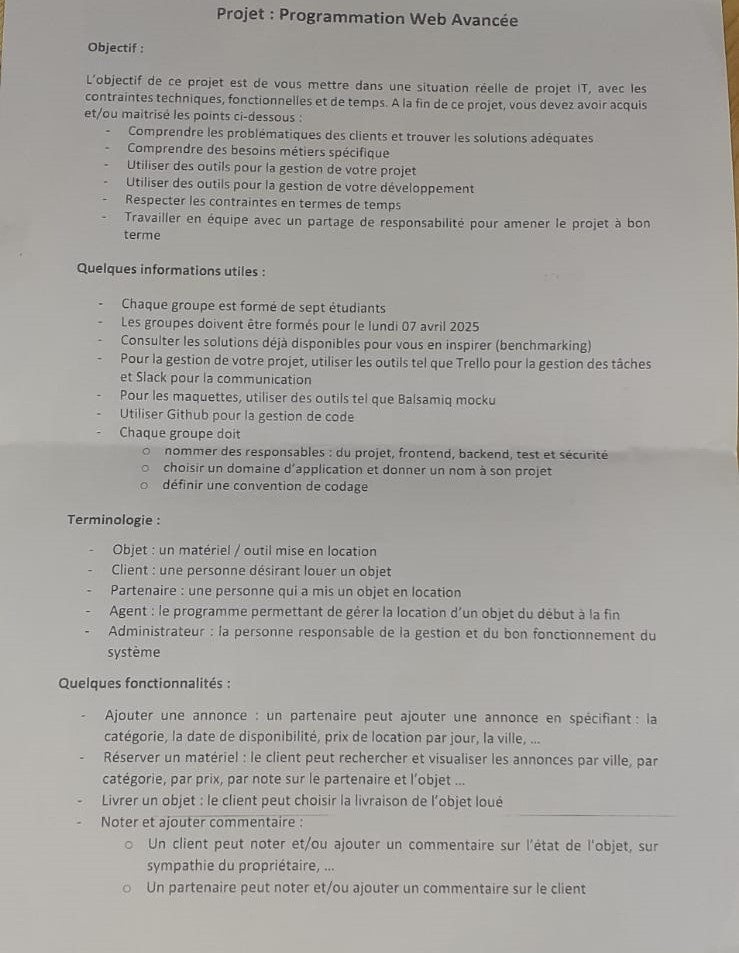 Projet : Programmation Web Avancée
Objectif :
L'objectif de ce projet est de vous mettre dans une situation réelle de projet IT, avec les
contraintes techniques, fonctionnelles et de temps. A la fin de ce projet, vous devez avoir acquis
et/ou maitrisé les points ci-dessous :
- Comprendre les problématiques des clients et trouver les solutions adéquates
- Comprendre des besoins métiers spécifique
- Utiliser des outils pour la gestion de votre projet
- Utiliser des outils pour la gestion de votre développement
- Respecter les contraintes en termes de temps
- Travailler en équipe avec un partage de responsabilité pour amener le projet à bon
terme
Quelques informations utiles :
- Chaque groupe est formé de sept étudiants
- Les groupes doivent être formés pour le lundi 07 avril 2025
- Consulter les solutions déjà disponibles pour vous en inspirer (benchmarking)
- Pour la gestion de votre projet, utiliser les outils tel que Trello pour la gestion des tâches
et Slack pour la communication
- Pour les maquettes, utiliser des outils tel que Balsamiq mocku
- Utiliser Github pour la gestion de code
- Chaque groupe doit
o nommer des responsables : du projet, frontend, backend, test et sécurité
o choisir un domaine d'application et donner un nom à son projet
o définir une convention de codage
Terminologie :
- Objet : un matériel / outil mise en location
- Client : une personne désirant louer un objet
- Partenaire : une personne qui a mis un objet en location
- Agent : le programme permettant de gérer la location d'un objet du début à la fin
- Administrateur : la personne responsable de la gestion et du bon fonctionnement du
système
Quelques fonctionnalités :
- Ajouter une annonce : un partenaire peut ajouter une annonce en spécifiant : la
catégorie, la date de disponibilité, prix de location par jour, la ville, ...
- Réserver un matériel : le client peut rechercher et visualiser les annonces par ville, par
catégorie, par prix, par note sur le partenaire et l'objet ...
- Livrer un objet : le client peut choisir la livraison de l'objet loué
- Noter et ajouter commentaire :
o Un client peut noter et/ou ajouter un commentaire sur l'état de l'objet, sur
sympathie du propriétaire, ...
o Un partenaire peut noter et/ou ajouter un commentaire sur le client